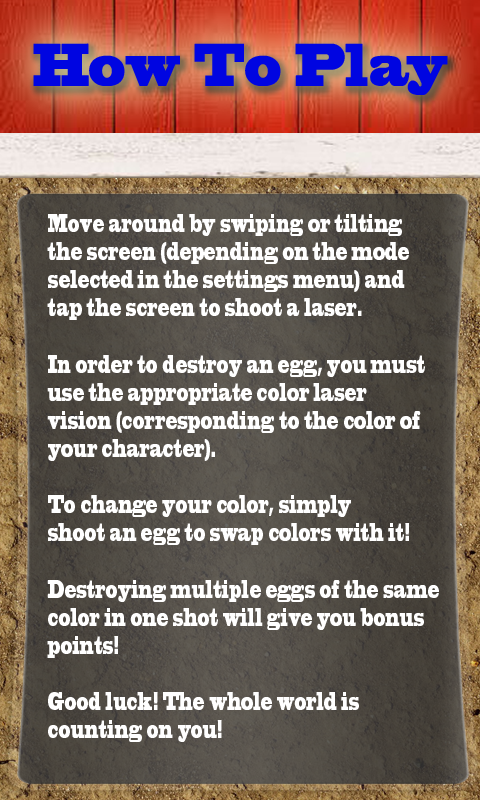 How To Play
Move around by swiping or tilting
the screen (depending on the mode
selected in the settings menu) and
tap the screen to shoot a laser.
In order to destroy an egg, you must
use the appropriate color laser
vision (corresponding to the color of
your character).
To change your color, simply
shoot an egg to swap colors with it!
Destroying multiple eggs of the same
color in one shot will give you bonus
points!
Good luck! The whole world is
counting on you!